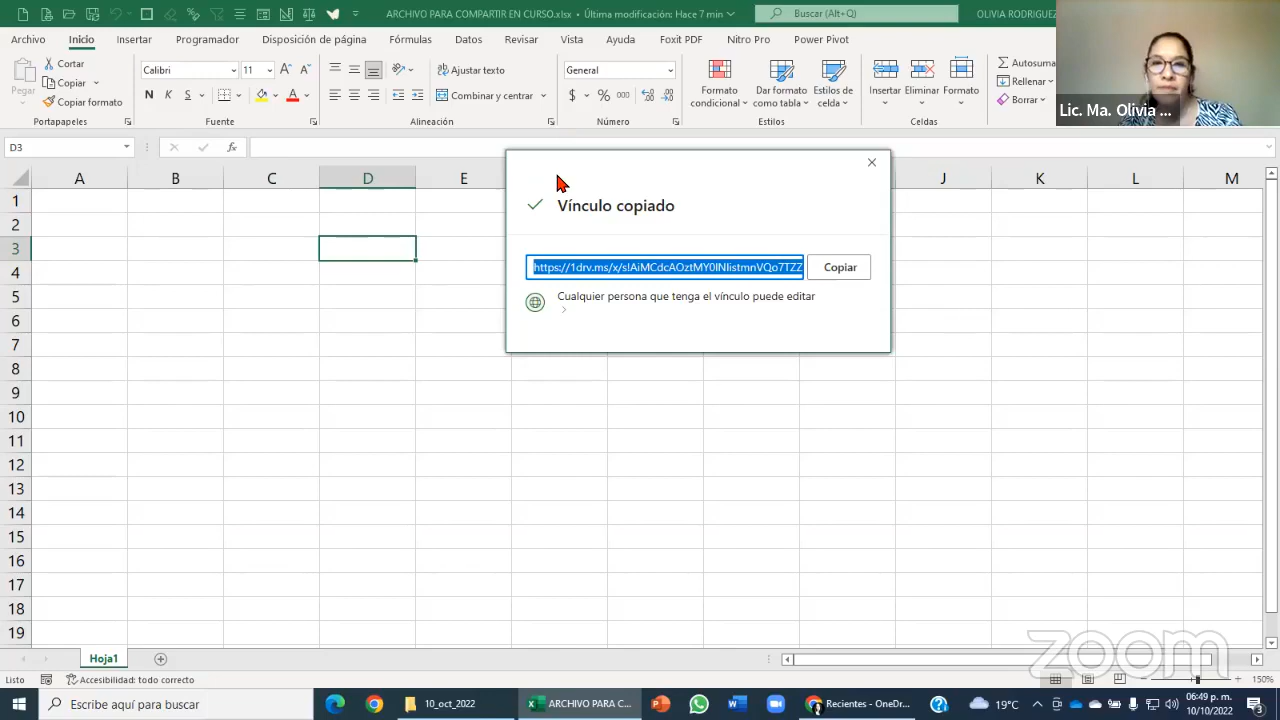 ARCHIVO PARA COMPARTIR EN CURSO.xlsx • Última modificación: Hace 7 min
Buscar (Alt+Q)
OLIVIA RODRIGUEZ
Archivo Inicio Insertar Programador Disposición de página Fórmulas Datos Revisar Vista Ayuda Foxit PDF Nitro Pro Power Pivot
Pegar
Cortar
Copiar
Copiar formato
Portapapeles
Calibri 11
N K S
Fuente
Ajustar texto
Combinar y centrar
Alineación
General
$ % 000
Número
Formato condicional
Dar formato como tabla
Estilos de celda
Estilos
Insertar Eliminar Formato
Celdas
Autosuma
Rellenar
Borrar
Lic. Ma. Olivia ...
D3
fx
A B C D E J K L M
1
2
3
4
5
6
7
8
9
10
11
12
13
14
15
16
17
18
19
Vínculo copiado
https://1drv.ms/x/s!AiMCdcAOztMY0INlistmnVQo7TZZ
Copiar
Cualquier persona que tenga el vínculo puede editar
zoom
Hoja1
Listo
Accesibilidad: todo correcto
150%
Escribe aquí para buscar
10_oct_2022
ARCHIVO PARA C...
Recientes - OneDr...
19°C
06:49 p. m.
10/10/2022
3